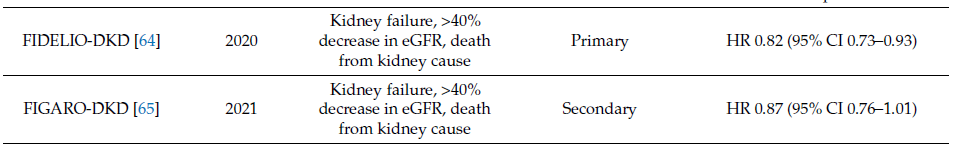 Kidney failure, >40%
FIDELIO-DKD [64] 2020 decrease in eGFR, death Primary HR 0.82 (95% CI 0.73–0.93)
from kidney cause
Kidney failure, >40%
FIGARO-DKD [65] 2021 decrease in eGFR, death Secondary HR 0.87 (95% CI 0.76–1.01)
from kidney cause